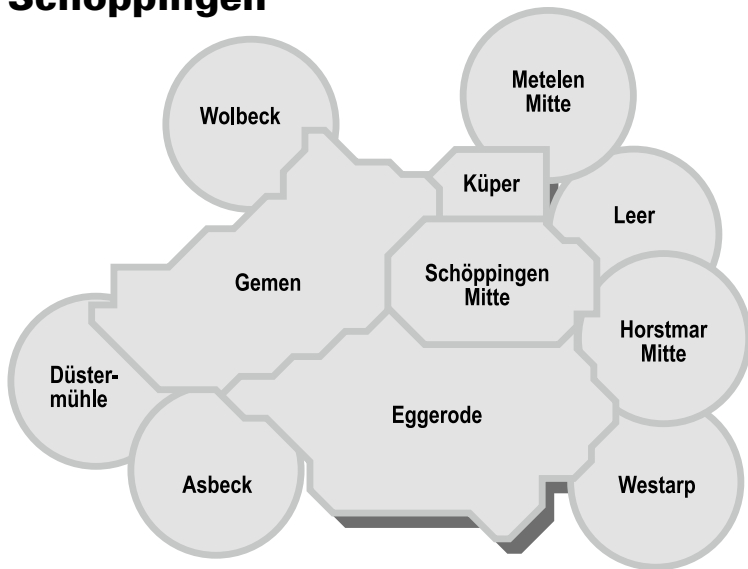 Schöppingen
Wolbeck
Metelen
Mitte
Küper
Leer
Gemen
Schöppingen
Mitte
Horstmar
Mitte
Düster-
mühle
Eggerode
Asbeck
Westarp